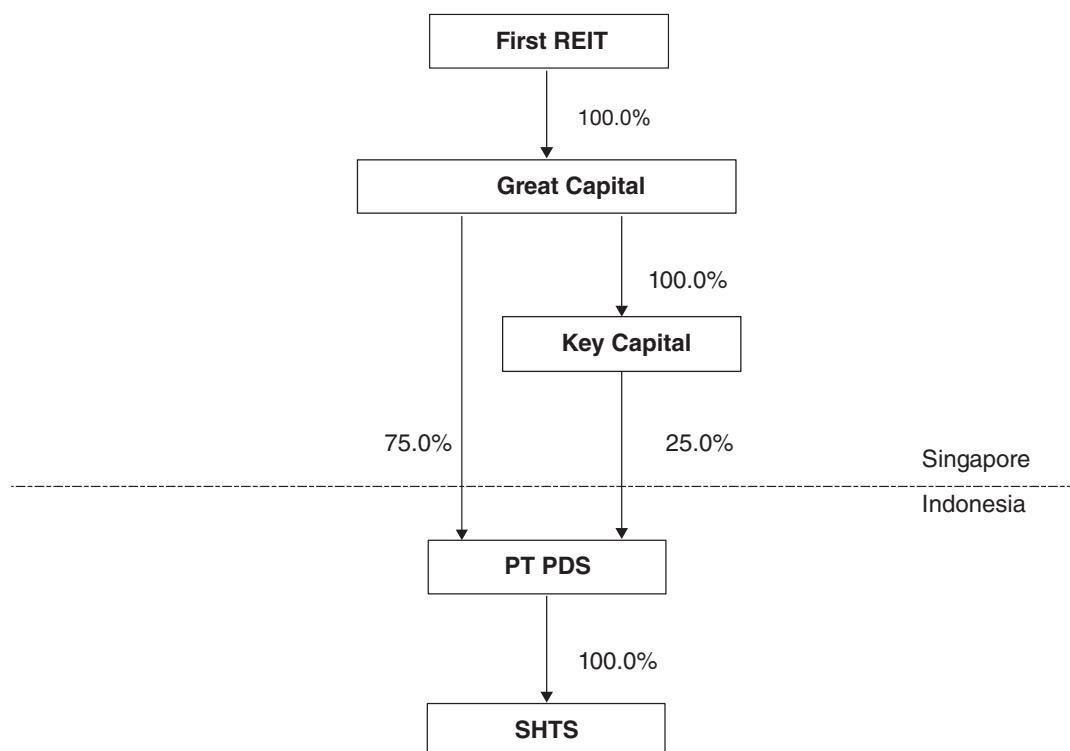 First REIT
100.0%
Great Capital
100.0%
Key Capital
75.0%
25.0%
Singapore
Indonesia
PT PDS
100.0%
SHTS